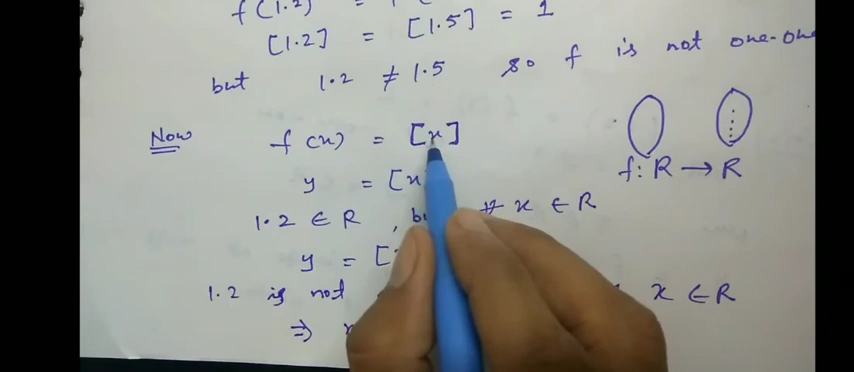 f(1.2) =
[1.2] = [1.5] = 1
but 1.2 ≠ 1.5 so f is not one-one
Now f(x) = [x]
f: R → R
y = [x
1.2 ∈ R, x ∈ R
y = [
1.2 is not x ∈ R
⇒